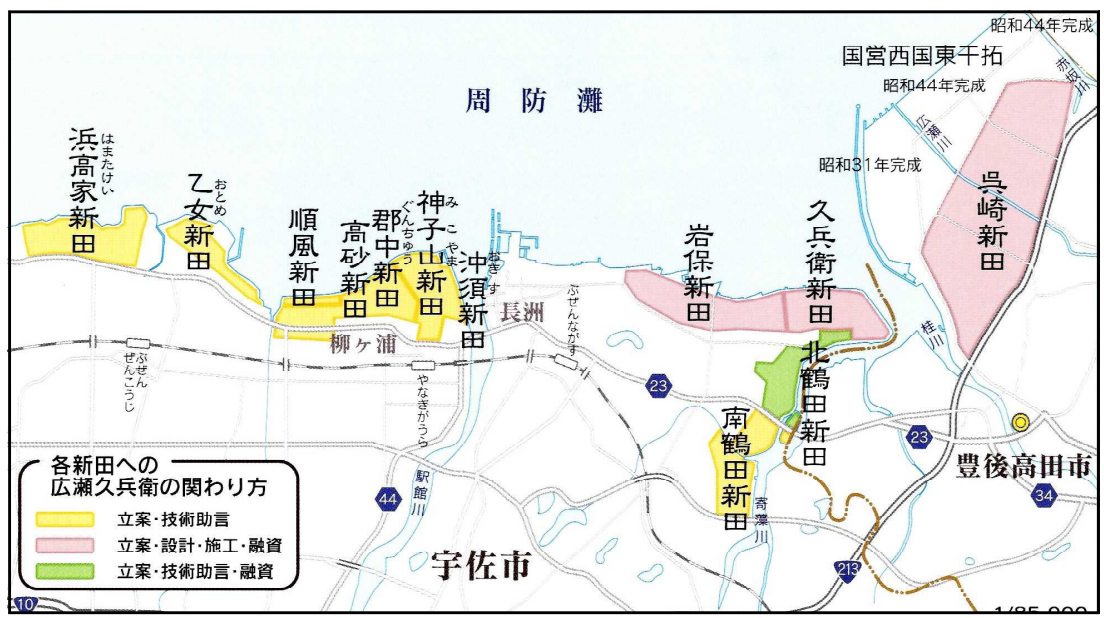 昭和44年完成
国営西国東干拓
昭和44年完成
赤坂川
広瀬川
昭和31年完成
周防灘
浜高家新田
はまたけい
乙女新田
おとめ
順風新田
高砂新田
郡中新田
ぐんちゅう
神子山新田
みこやま
沖須新田
おきす
長洲
柳ヶ浦
岩保新田
久兵衛新田
呉崎新田
桂川
北鶴田新田
南鶴田新田
ぶぜんながす
ぶぜんぜんこうじ
やなぎがうら
23
23
44
34
213
10
駅館川
寄藻川
豊後高田市
宇佐市
各新田への
広瀬久兵衛の関わり方
立案・技術助言
立案・設計・施工・融資
立案・技術助言・融資